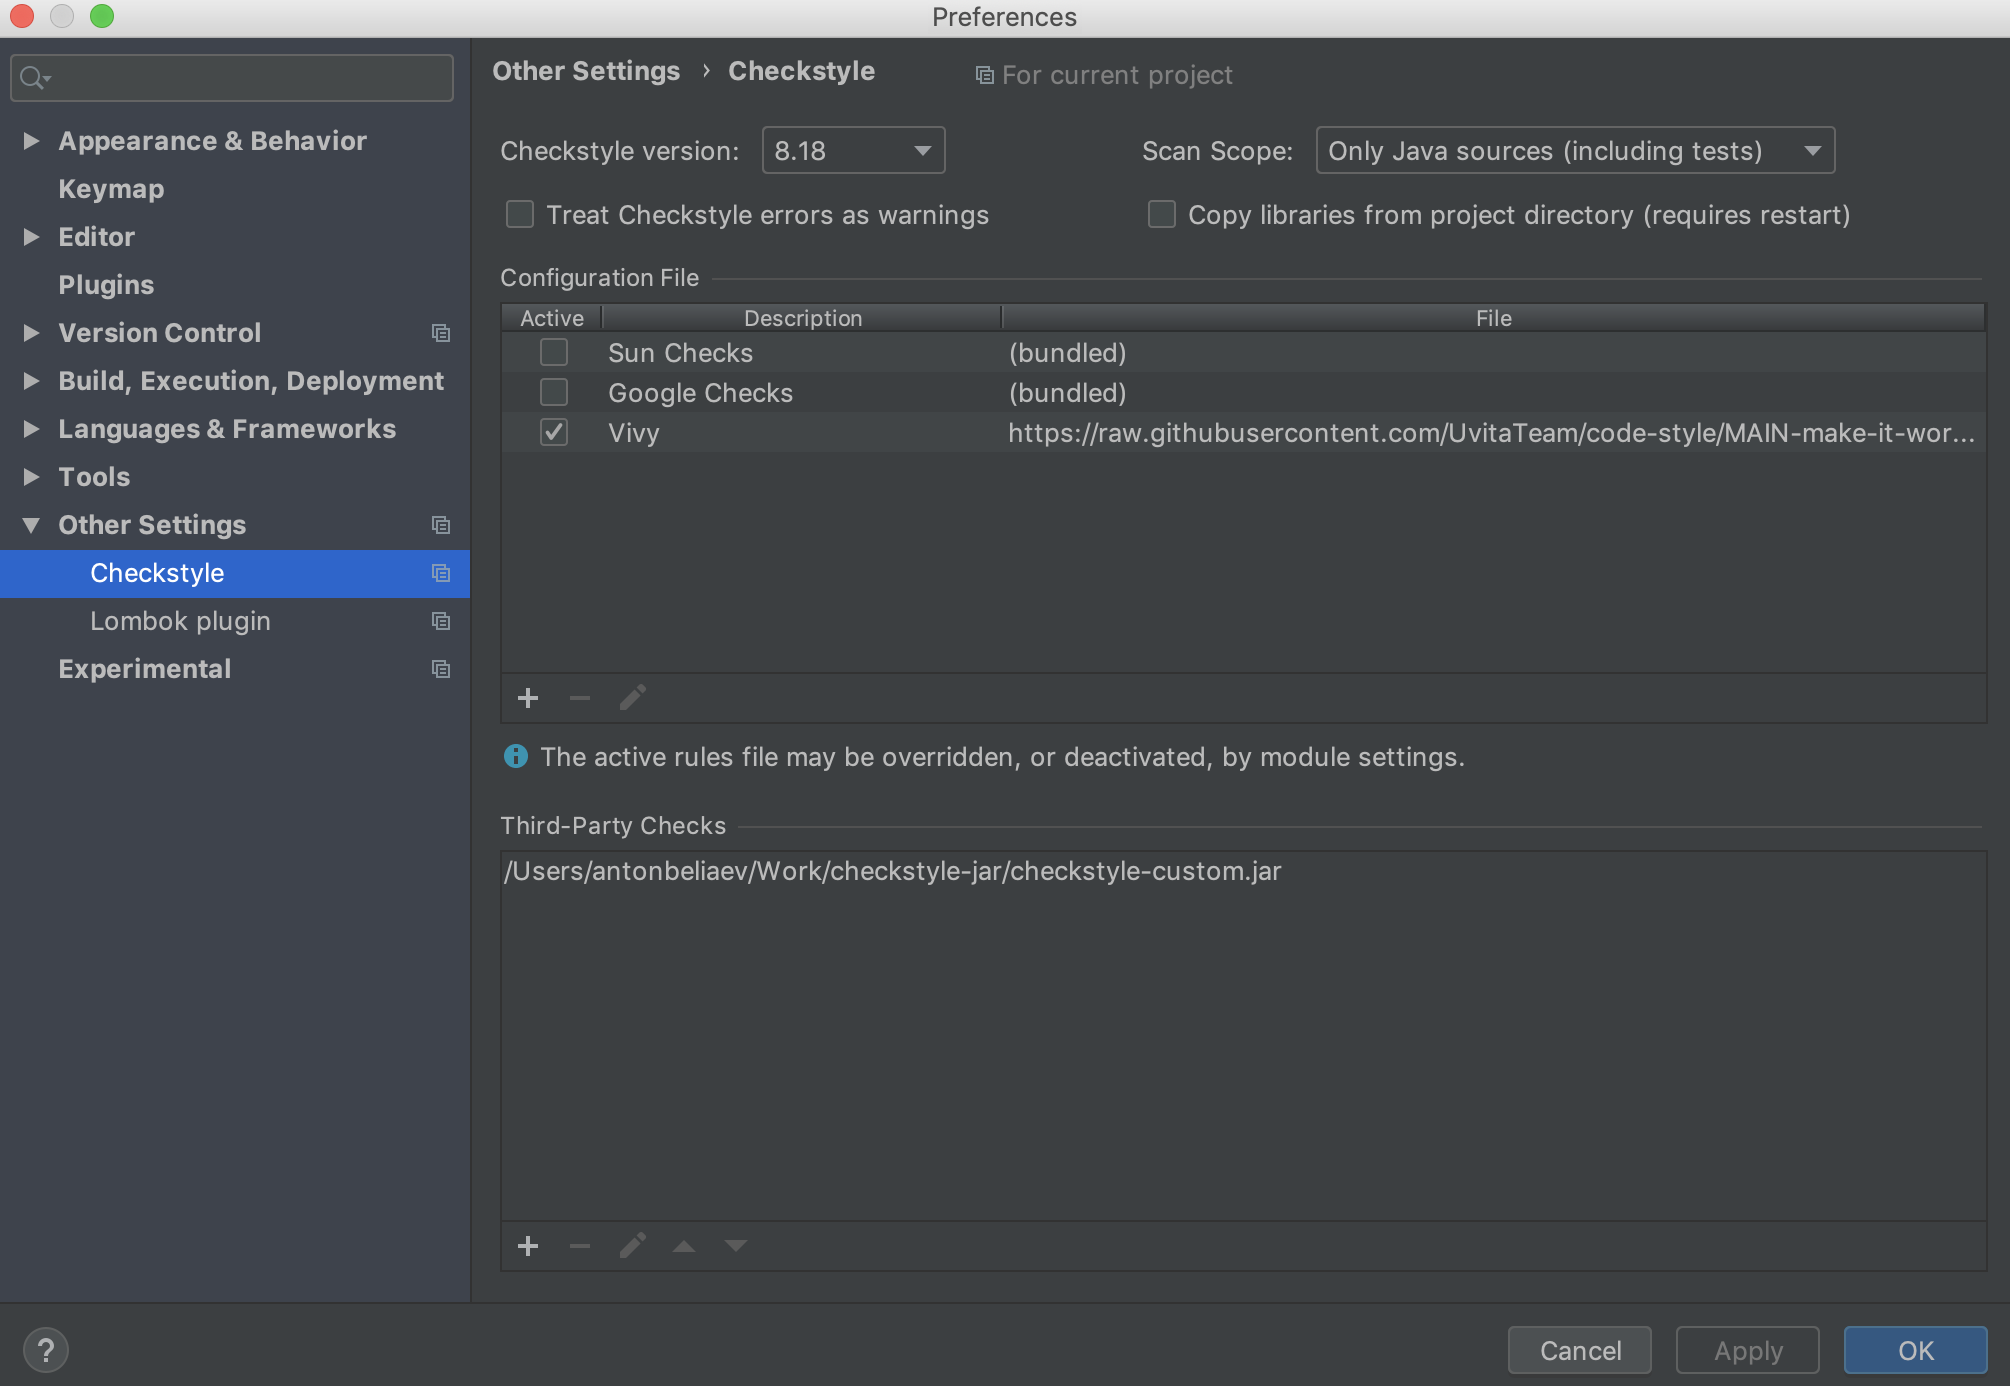 Preferences
Appearance & Behavior
Keymap
Editor
Plugins
Version Control
Build, Execution, Deployment
Languages & Frameworks
Tools
Other Settings
Checkstyle
Lombok plugin
Experimental
Other Settings › Checkstyle
For current project
Checkstyle version: 8.18
Scan Scope: Only Java sources (including tests)
Treat Checkstyle errors as warnings
Copy libraries from project directory (requires restart)
Configuration File
Active Description File
Sun Checks (bundled)
Google Checks (bundled)
Vivy https://raw.githubusercontent.com/UvitaTeam/code-style/MAIN-make-it-wor...
The active rules file may be overridden, or deactivated, by module settings.
Third-Party Checks
/Users/antonbeliaev/Work/checkstyle-jar/checkstyle-custom.jar
?
Cancel
Apply
OK